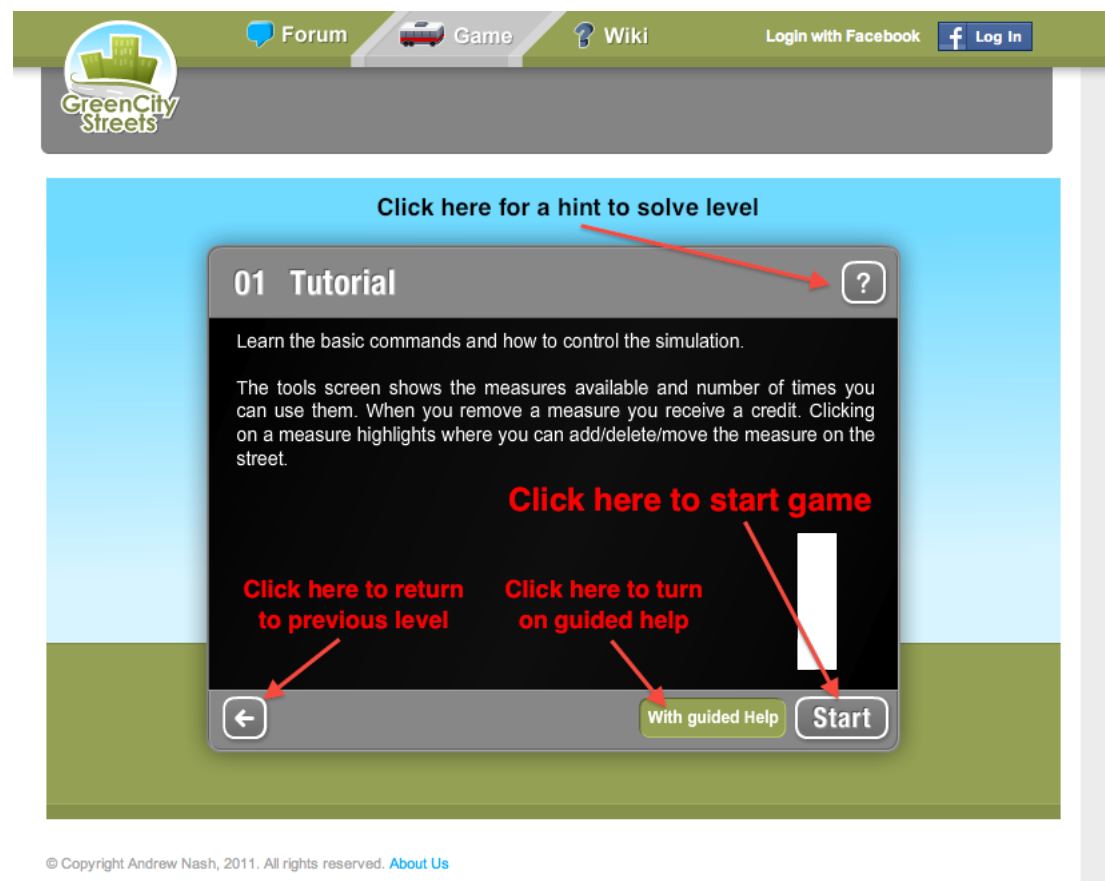 Forum
Game
Wiki
Login with Facebook
f Log In
GreenCity
Streets
Click here for a hint to solve level
01 Tutorial
?
Learn the basic commands and how to control the simulation.
The tools screen shows the measures available and number of times you
can use them. When you remove a measure you receive a credit. Clicking
on a measure highlights where you can add/delete/move the measure on the
street.
Click here to start game
Click here to return
to previous level
Click here to turn
on guided help
With guided Help
Start
© Copyright Andrew Nash, 2011. All rights reserved. About Us